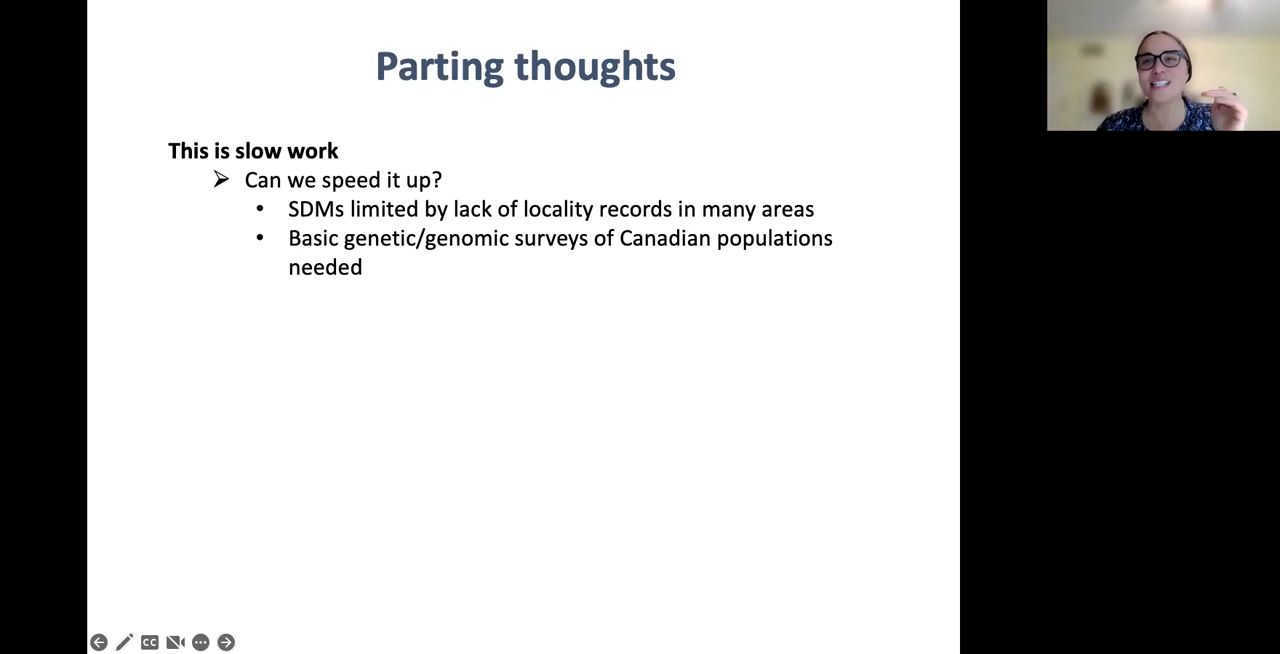 Parting thoughts
This is slow work
Can we speed it up?
SDMs limited by lack of locality records in many areas
Basic genetic/genomic surveys of Canadian populations
needed
CC